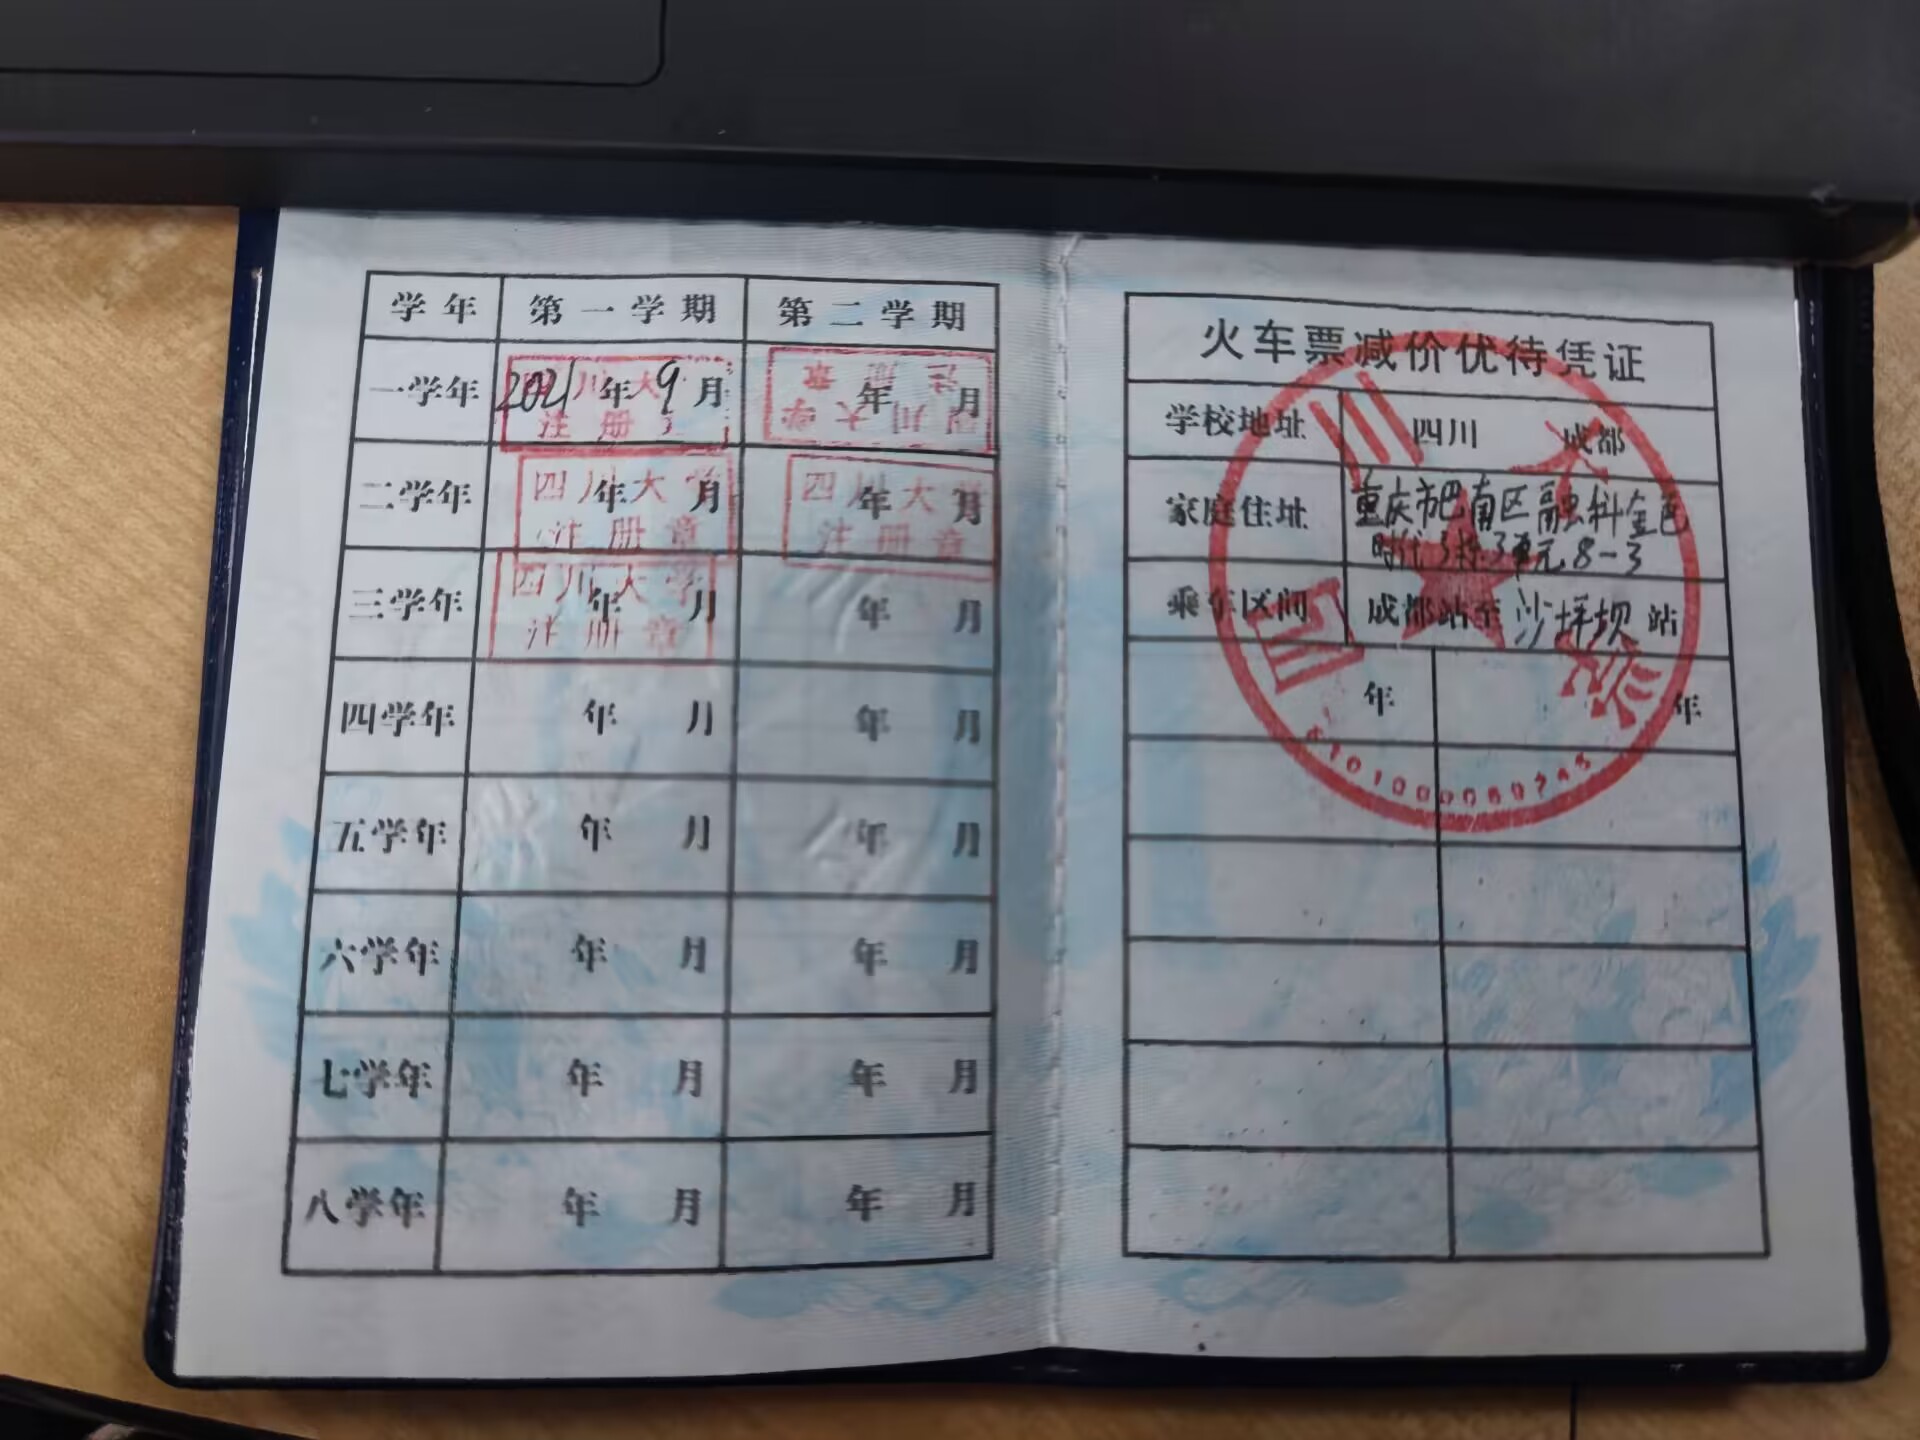 学年 第一学期 第二学期
一学年 2021年9月 年 月
四川大
注册
四川大学
注册章
二学年 年 月 年 月
四川大学
注册章
四川大学
注册章
三学年 年 月 年 月
四川大学
注册章
四学年 年 月 年 月
五学年 年 月 年 月
六学年 年 月 年 月
七学年 年 月 年 月
八学年 年 月 年 月
火车票减价优待凭证
学校地址 四川 成都
家庭住址 重庆市巴南区融科金色
时代3栋3单元8-3
乘车区间 成都站至沙坪坝站
年 年
四川大学